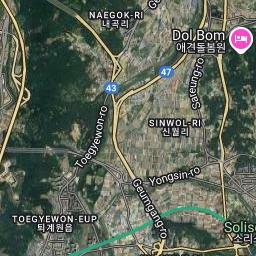 NAEGOK-RI
내곡리
Dol Bom
애견돌봄원
47
43
Toegyewon-ro
Saneung-ro
SINWOL-RI
신월리
Yongsin-ro
Geumgang-ro
TOEGYEWON-EUP
퇴계원읍
Solis
소리